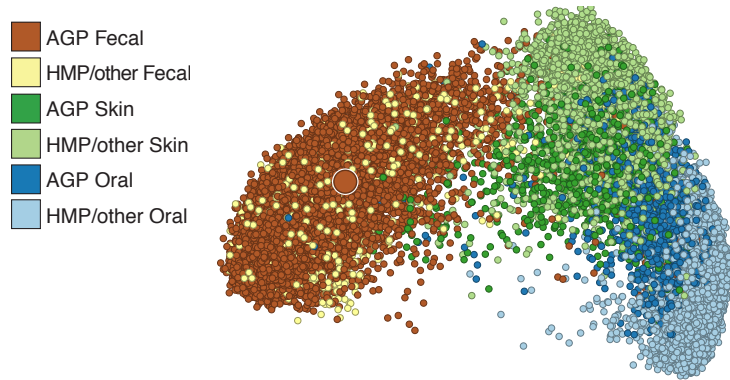 AGP Fecal
HMP/other Fecal
AGP Skin
HMP/other Skin
AGP Oral
HMP/other Oral